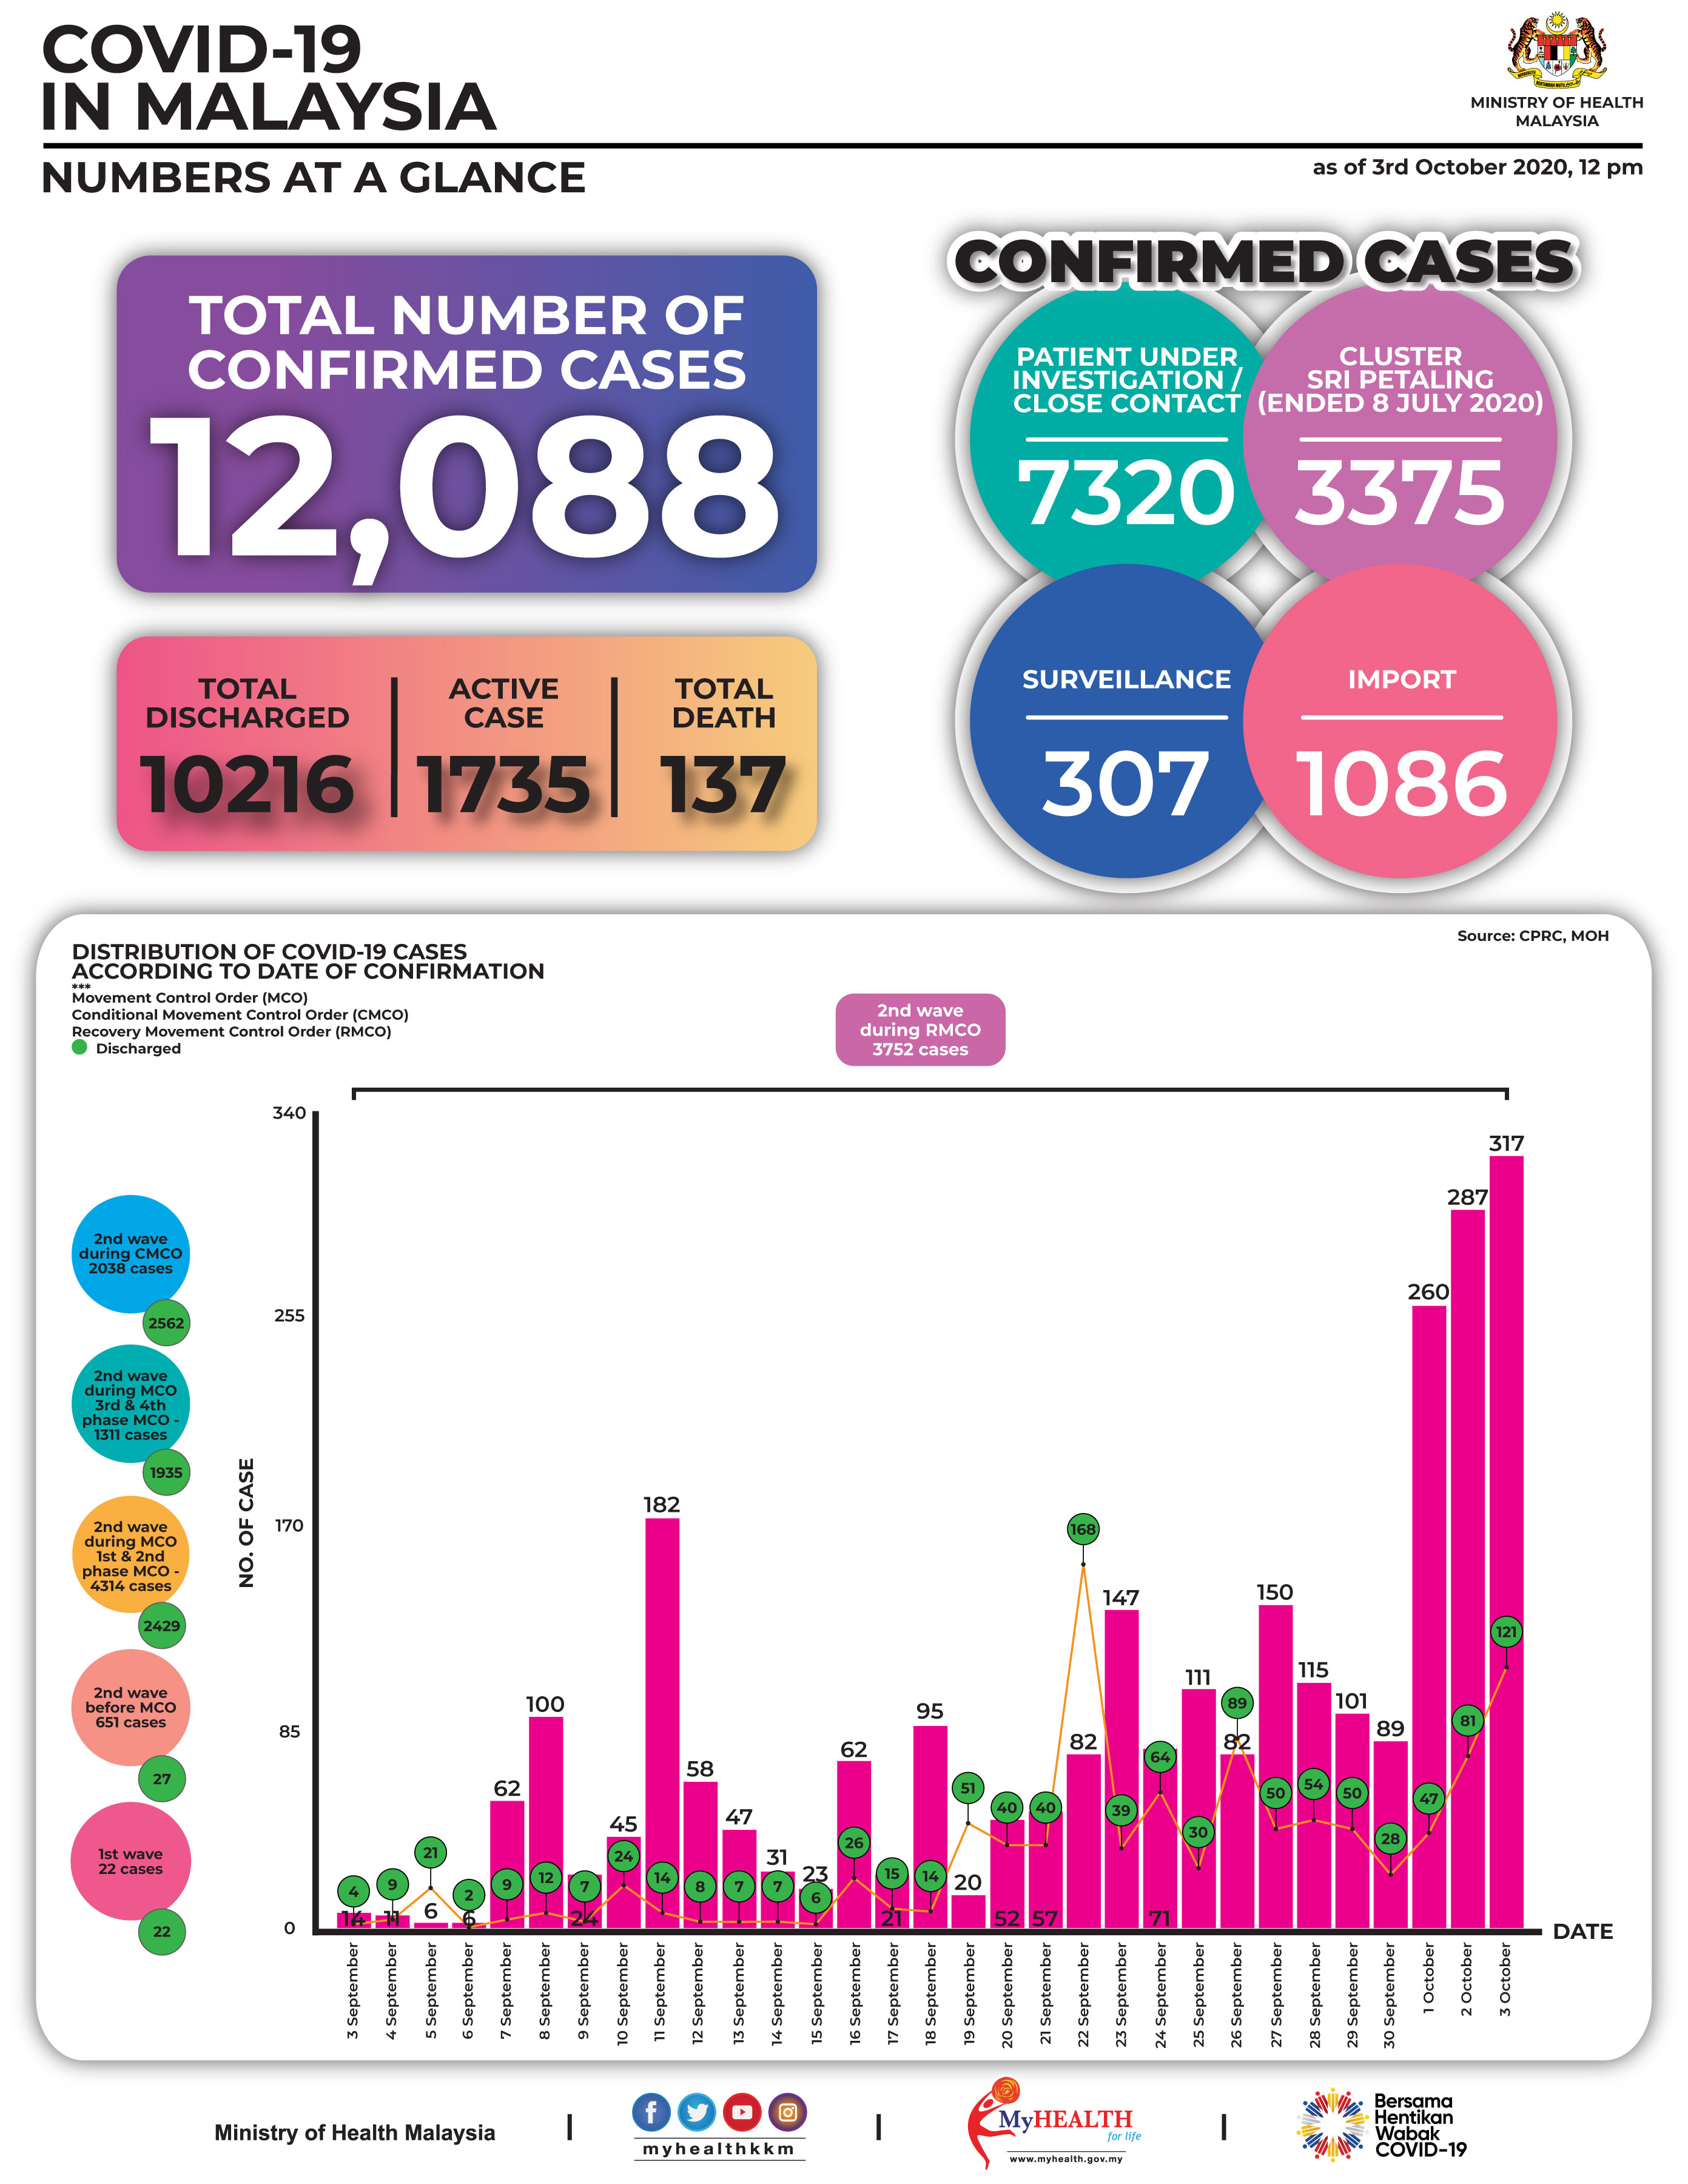 COVID-19
IN MALAYSIA
NUMBERS AT A GLANCE
MINISTRY OF HEALTH
MALAYSIA
as of 3rd October 2020, 12 pm
TOTAL NUMBER OF
CONFIRMED CASES
12,088
TOTAL
DISCHARGED
10216
ACTIVE
CASE
1735
TOTAL
DEATH
137
CONFIRMED CASES
PATIENT UNDER
INVESTIGATION /
CLOSE CONTACT
7320
CLUSTER
SRI PETALING
(ENDED 8 JULY 2020)
3375
SURVEILLANCE
307
IMPORT
1086
DISTRIBUTION OF COVID-19 CASES
ACCORDING TO DATE OF CONFIRMATION
***
Movement Control Order (MCO)
Conditional Movement Control Order (CMCO)
Recovery Movement Control Order (RMCO)
Discharged
Source: CPRC, MOH
2nd wave
during RMCO
3752 cases
2nd wave
during CMCO
2038 cases
2562
2nd wave
during MCO
3rd & 4th
phase MCO -
1311 cases
1935
2nd wave
during MCO
1st & 2nd
phase MCO -
4314 cases
2429
2nd wave
before MCO
651 cases
27
1st wave
22 cases
22
NO. OF CASE
340
255
170
85
0
14
11
6
6
62
100
24
45
182
58
47
31
23
62
21
95
20
52
57
82
147
71
111
82
150
115
101
89
260
287
317
4
9
21
2
9
12
7
24
14
8
7
7
6
26
15
14
51
40
40
168
39
64
30
89
50
54
50
28
47
81
121
DATE
3 September
4 September
5 September
6 September
7 September
8 September
9 September
10 September
11 September
12 September
13 September
14 September
15 September
16 September
17 September
18 September
19 September
20 September
21 September
22 September
23 September
24 September
25 September
26 September
27 September
28 September
29 September
30 September
1 October
2 October
3 October
Ministry of Health Malaysia
myhealthkkm
MyHEALTH
for life
www.myhealth.gov.my
Bersama
Hentikan
Wabak
COVID-19